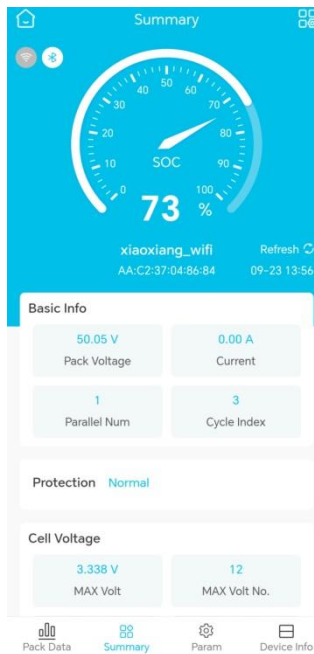 Summary
0
10
20
30
40
50
60
70
80
90
100
SOC
73 %
xiaoxiang_wifi Refresh
AA:C2:37:04:86:84 09-23 13:56
Basic Info
50.05 V 0.00 A
Pack Voltage Current
1 3
Parallel Num Cycle Index
Protection Normal
Cell Voltage
3.338 V 12
MAX Volt MAX Volt No.
Pack Data Summary Param Device Info